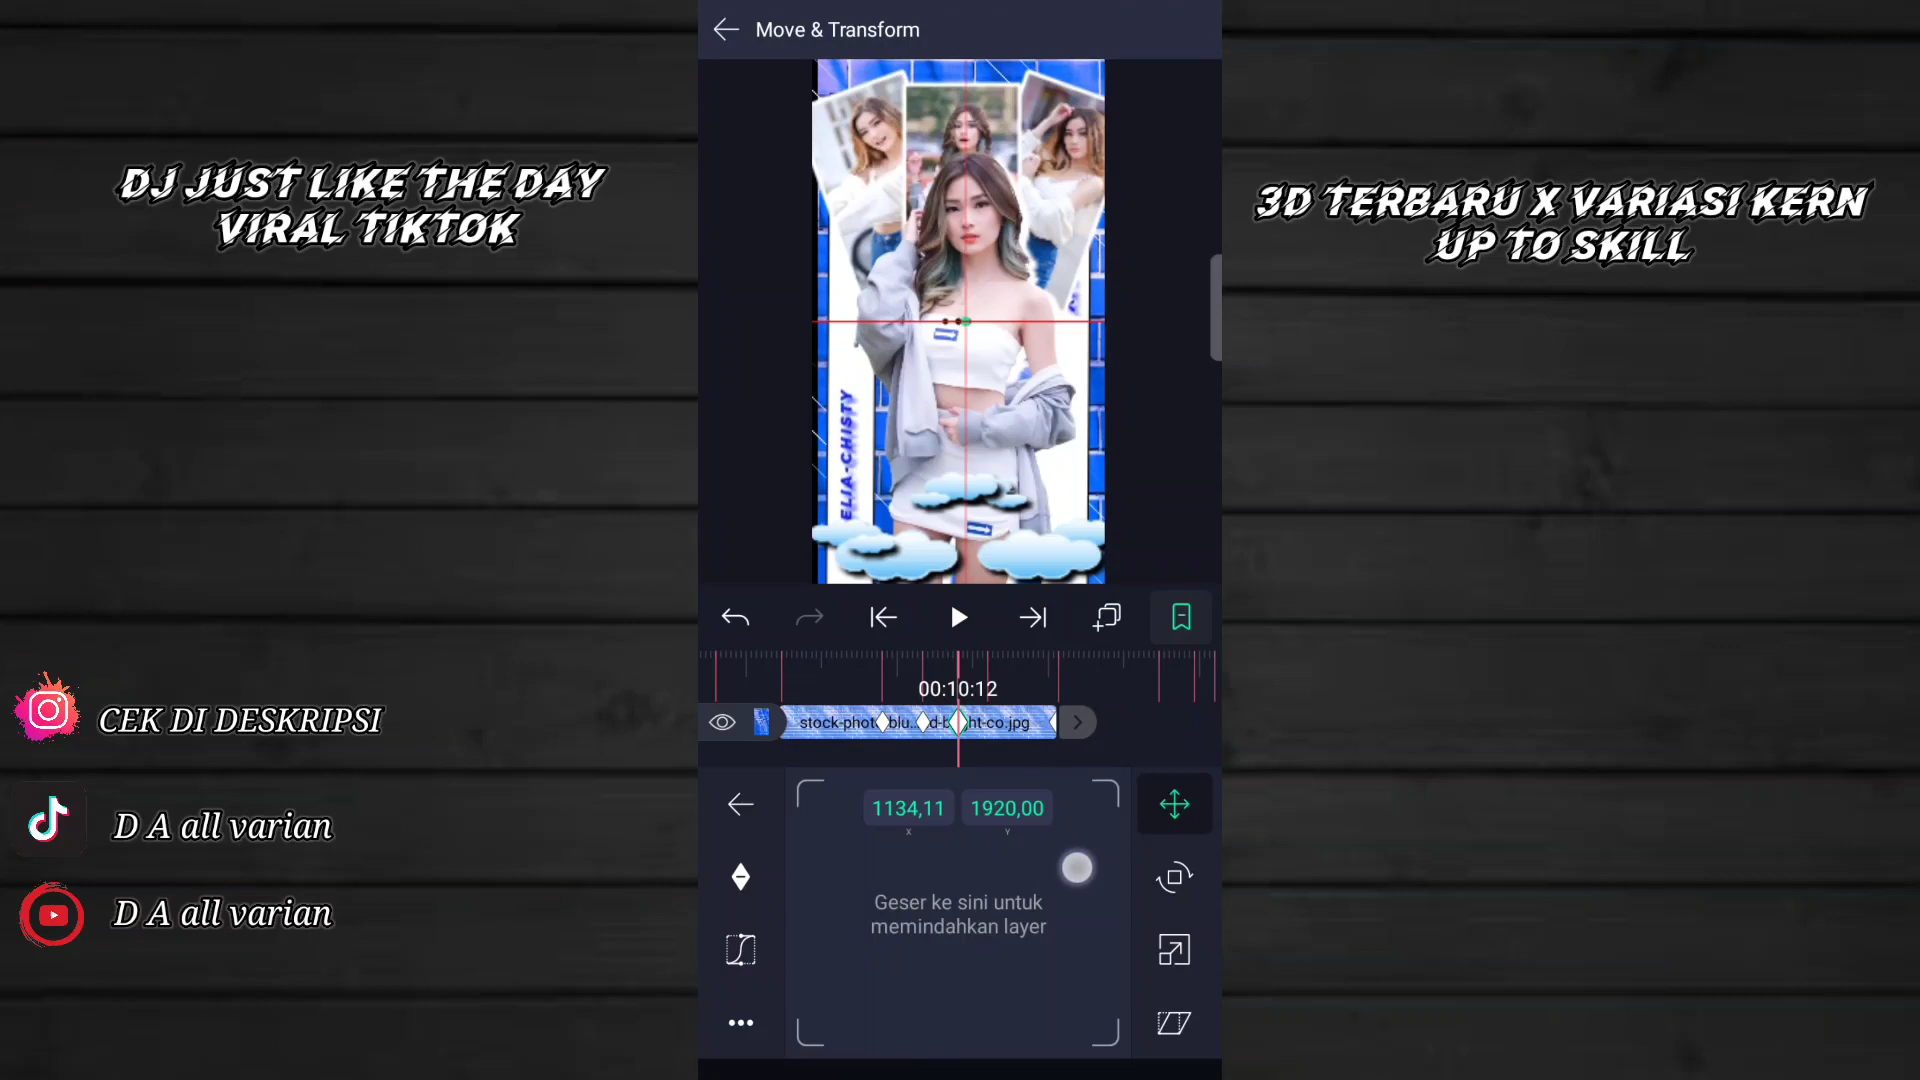 Move & Transform
DJ JUST LIKE THE DAY
VIRAL TIKTOK
3D TERBARU X VARIASI KERN
UP TO SKILL
ELIA-CHISTY
00:10:12
stock-phot blu... d-b ht-co.jpg
1134,11 1920,00
X Y
Geser ke sini untuk
memindahkan layer
CEK DI DESKRIPSI
D A all varian
D A all varian